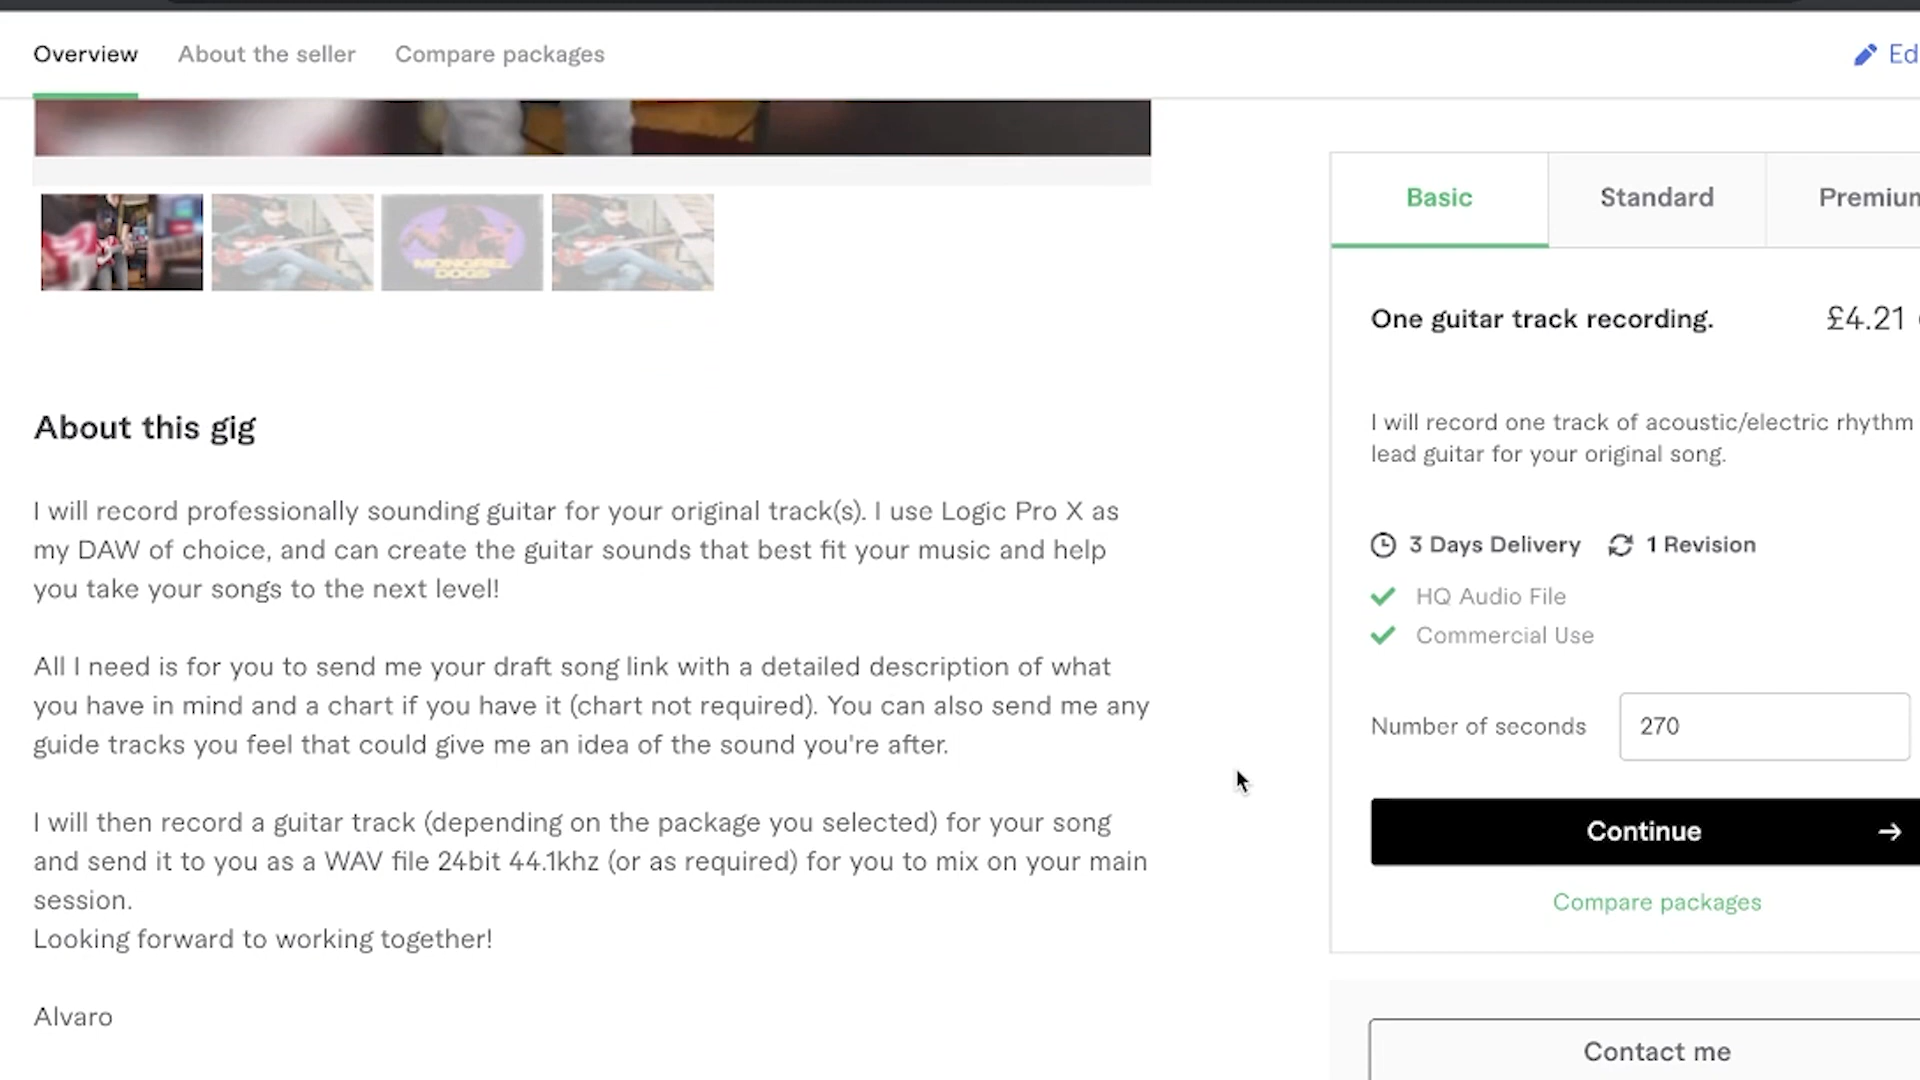 Overview About the seller Compare packages
Ed
MONGREL
DOGS
Basic Standard Premium
One guitar track recording. £4.21
I will record one track of acoustic/electric rhythm
lead guitar for your original song.
3 Days Delivery 1 Revision
HQ Audio File
Commercial Use
Number of seconds 270
Continue
Compare packages
Contact me
About this gig
I will record professionally sounding guitar for your original track(s). I use Logic Pro X as
my DAW of choice, and can create the guitar sounds that best fit your music and help
you take your songs to the next level!
All I need is for you to send me your draft song link with a detailed description of what
you have in mind and a chart if you have it (chart not required). You can also send me any
guide tracks you feel that could give me an idea of the sound you're after.
I will then record a guitar track (depending on the package you selected) for your song
and send it to you as a WAV file 24bit 44.1khz (or as required) for you to mix on your main
session.
Looking forward to working together!
Alvaro